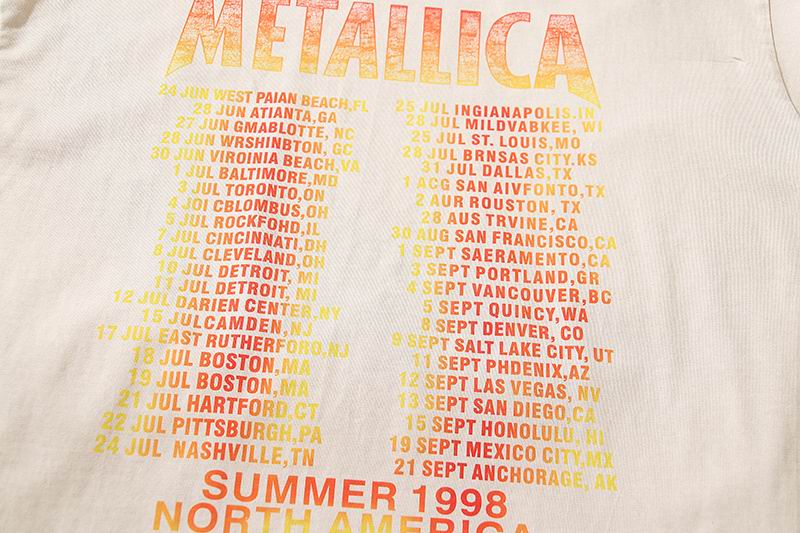 METALLICA
24 JUN WEST PAIAN BEACH,FL
28 JUN ATIANTA,GA
27 JUN GMABLOTTE, NC
28 JUN WRSHINBTON, GC
30 JUN VIROINIA BEACH,VA
1 JUL BALTIMORE,MD
3 JUL TORONTO,ON
4 JOI CBLOMBUS,OH
5 JUL ROCKFOHD,IL
7 JUL CINCINNATI,DH
8 JUL CLEVELAND,OH
10 JUL DETROIT, MI
11 JUL DETROIT, MI
12 JUL DARIEN CENTER,NY
15 JULCAMDEN,NJ
17 JUL EAST RUTHERFORO,NJ
18 JUL BOSTON,MA
19 JUL BOSTON,MA
21 JUL HARTFORD,CT
22 JUL PITTSBURGH,PA
24 JUL NASHVILLE,TN
25 JUL INGIANAPOLIS.IN
28 JUL MILDVABKEE, WI
25 JUL ST. LOUIS,MO
28 JUL BRNSAS CITY.KS
31 JUL DALLAS,TX
1 ACG SAN AIVFONTO,TX
2 AUR ROUSTON, TX
28 AUS TRVINE,CA
30 AUG SAN FRANCISCO,CA
1 SEPT SAERAMENTO,CA
3 SEPT PORTLAND,GR
4 SEPT VANCOUVER,BC
5 SEPT QUINCY,WA
8 SEPT DENVER, CO
9 SEPT SALT LAKE CITY, UT
11 SEPT PHDENIX,AZ
12 SEPT LAS VEGAS, NV
13 SEPT SAN DIEGO,CA
15 SEPT HONOLULU, HI
19 SEPT MEXICO CITY,MX
21 SEPT ANCHORAGE, AK
SUMMER 1998
NORTH AMERICA